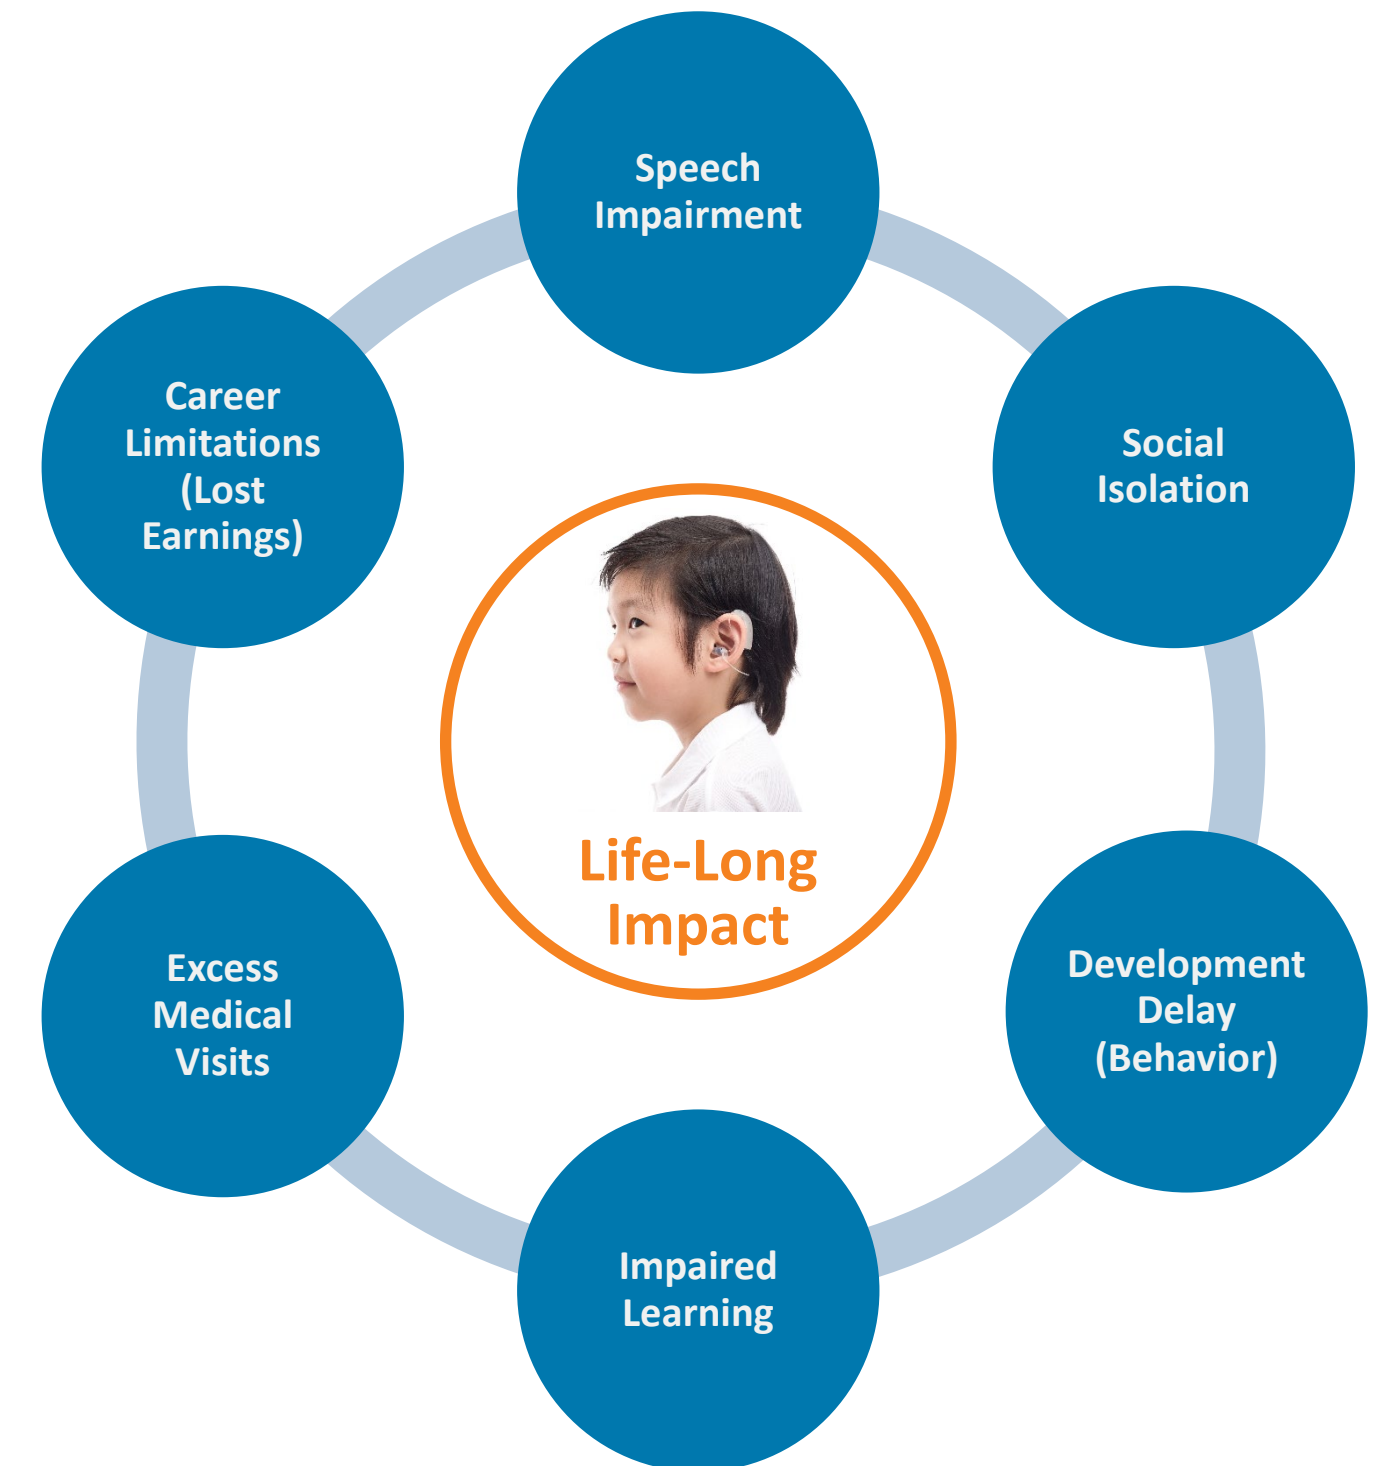 Speech
Impairment
Social
Isolation
Development
Delay
(Behavior)
Impaired
Learning
Excess
Medical
Visits
Career
Limitations
(Lost
Earnings)
Life-Long
Impact